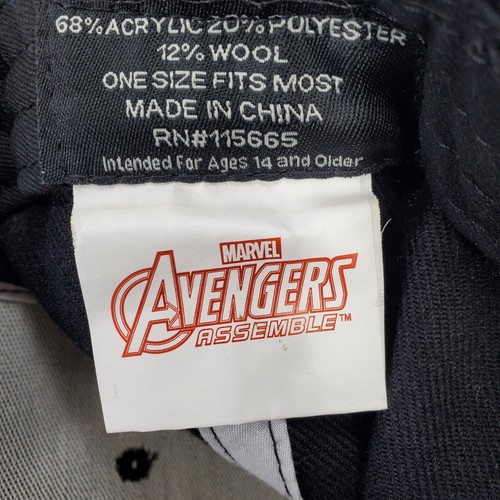 68% ACRYLIC 20% POLYESTER
12% WOOL
ONE SIZE FITS MOST
MADE IN CHINA
RN#115665
Intended For Ages 14 and Older
MARVEL
AVENGERS
ASSEMBLE™